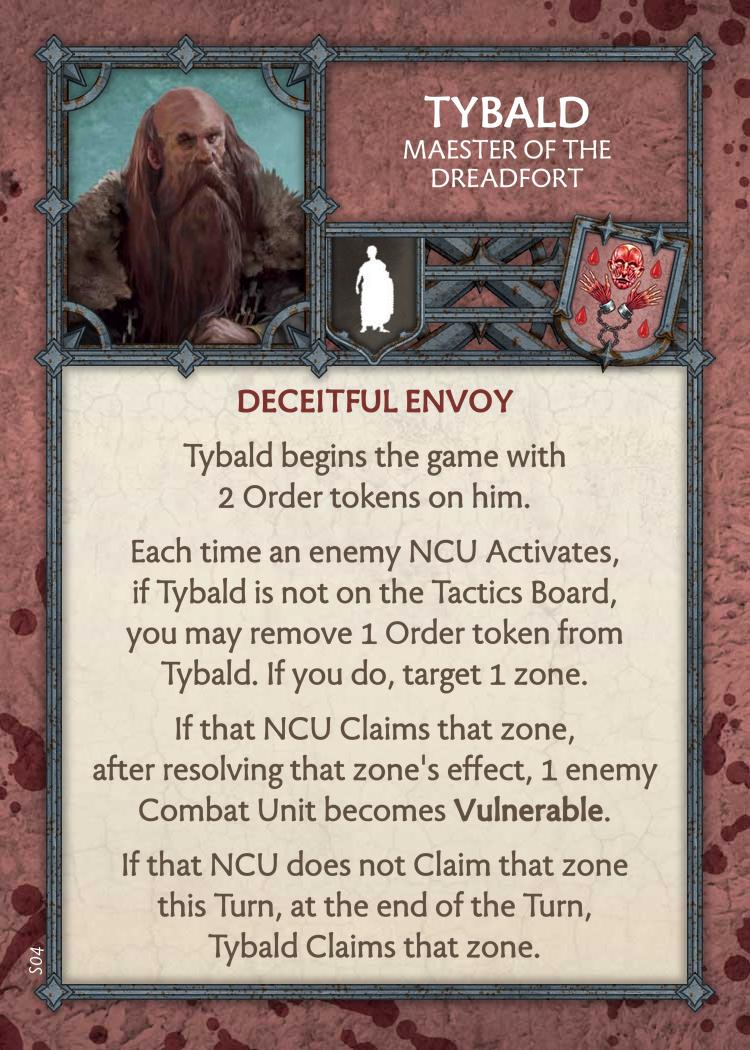 TYBALD
MAESTER OF THE
DREADFORT
DECEITFUL ENVOY
Tybald begins the game with
2 Order tokens on him.
Each time an enemy NCU Activates,
if Tybald is not on the Tactics Board,
you may remove 1 Order token from
Tybald. If you do, target 1 zone.
If that NCU Claims that zone,
after resolving that zone's effect, 1 enemy
Combat Unit becomes Vulnerable.
If that NCU does not Claim that zone
this Turn, at the end of the Turn,
Tybald Claims that zone.
S04